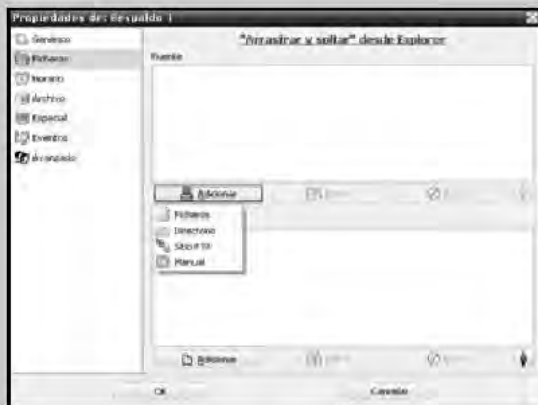 Propiedades de: Respaldo 1
"Arrastrar y soltar" desde Explorer
General
Ficheros
Horario
Archivo
Especial
Eventos
Avanzado
Fuente
Adicionar
Ficheros
Directorio
Sitio FTP
Manual
Adicionar
OK
Cancelar